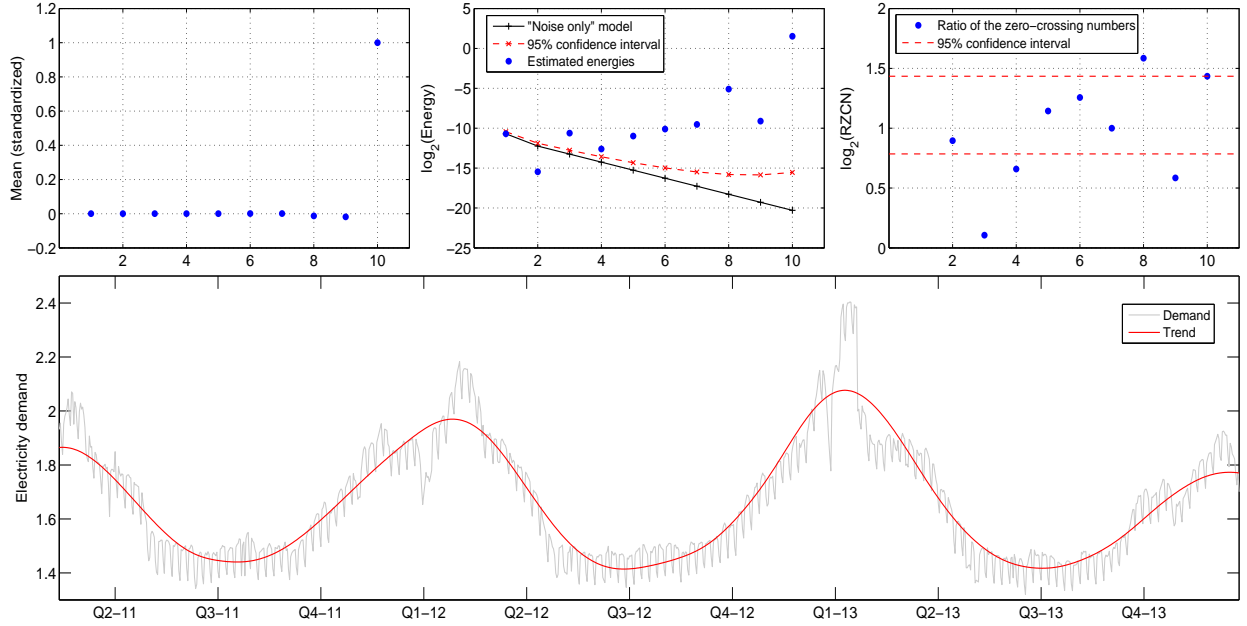 Mean (standardized)
1.2
1
0.8
0.6
0.4
0.2
0
−0.2
2
4
6
8
10
log2(Energy)
5
0
−5
−10
−15
−20
−25
2
4
6
8
10
"Noise only" model
95% confidence interval
Estimated energies
log2(RZCN)
2
1.5
1
0.5
0
2
4
6
8
10
Ratio of the zero−crossing numbers
95% confidence interval
Electricity demand
2.4
2.2
2
1.8
1.6
1.4
Demand
Trend
Q2−11
Q3−11
Q4−11
Q1−12
Q2−12
Q3−12
Q4−12
Q1−13
Q2−13
Q3−13
Q4−13